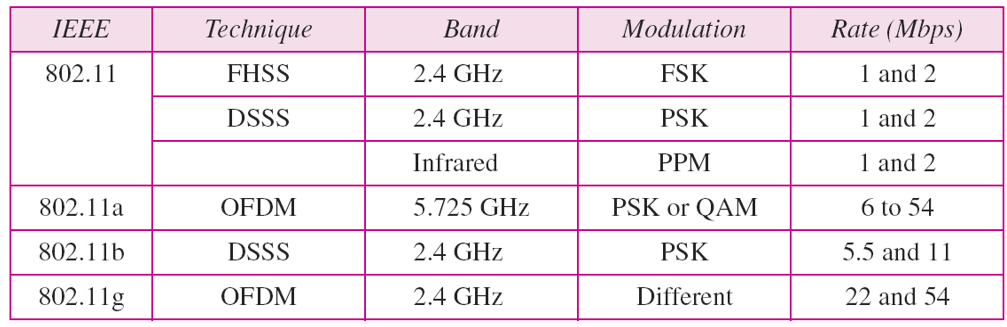 IEEE Technique Band Modulation Rate (Mbps)
802.11 FHSS 2.4 GHz FSK 1 and 2
DSSS 2.4 GHz PSK 1 and 2
Infrared PPM 1 and 2
802.11a OFDM 5.725 GHz PSK or QAM 6 to 54
802.11b DSSS 2.4 GHz PSK 5.5 and 11
802.11g OFDM 2.4 GHz Different 22 and 54